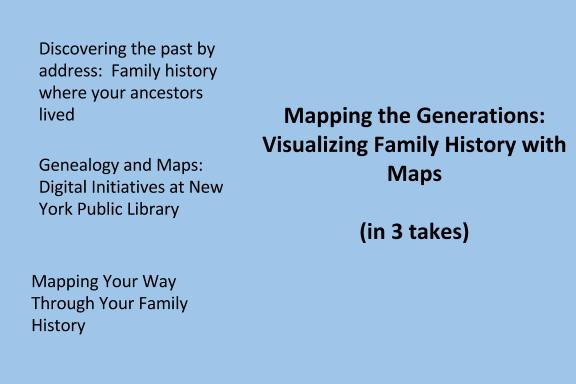 Discovering the past by
address:  Family history
where your ancestors
lived
Genealogy and Maps:
Digital Initiatives at New
York Public Library
Mapping Your Way
Through Your Family
History
Mapping the Generations:
Visualizing Family History with
Maps
(in 3 takes)